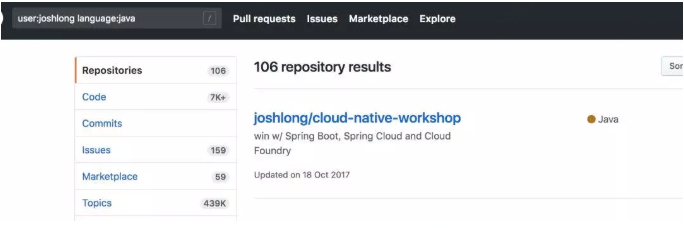 user:joshlong language:java / Pull requests Issues Marketplace Explore
Repositories 106
Code 7K+
Commits
Issues 159
Marketplace 59
Topics 439K
106 repository results
Sor
joshlong/cloud-native-workshop
Java
win w/ Spring Boot, Spring Cloud and Cloud
Foundry
Updated on 18 Oct 2017